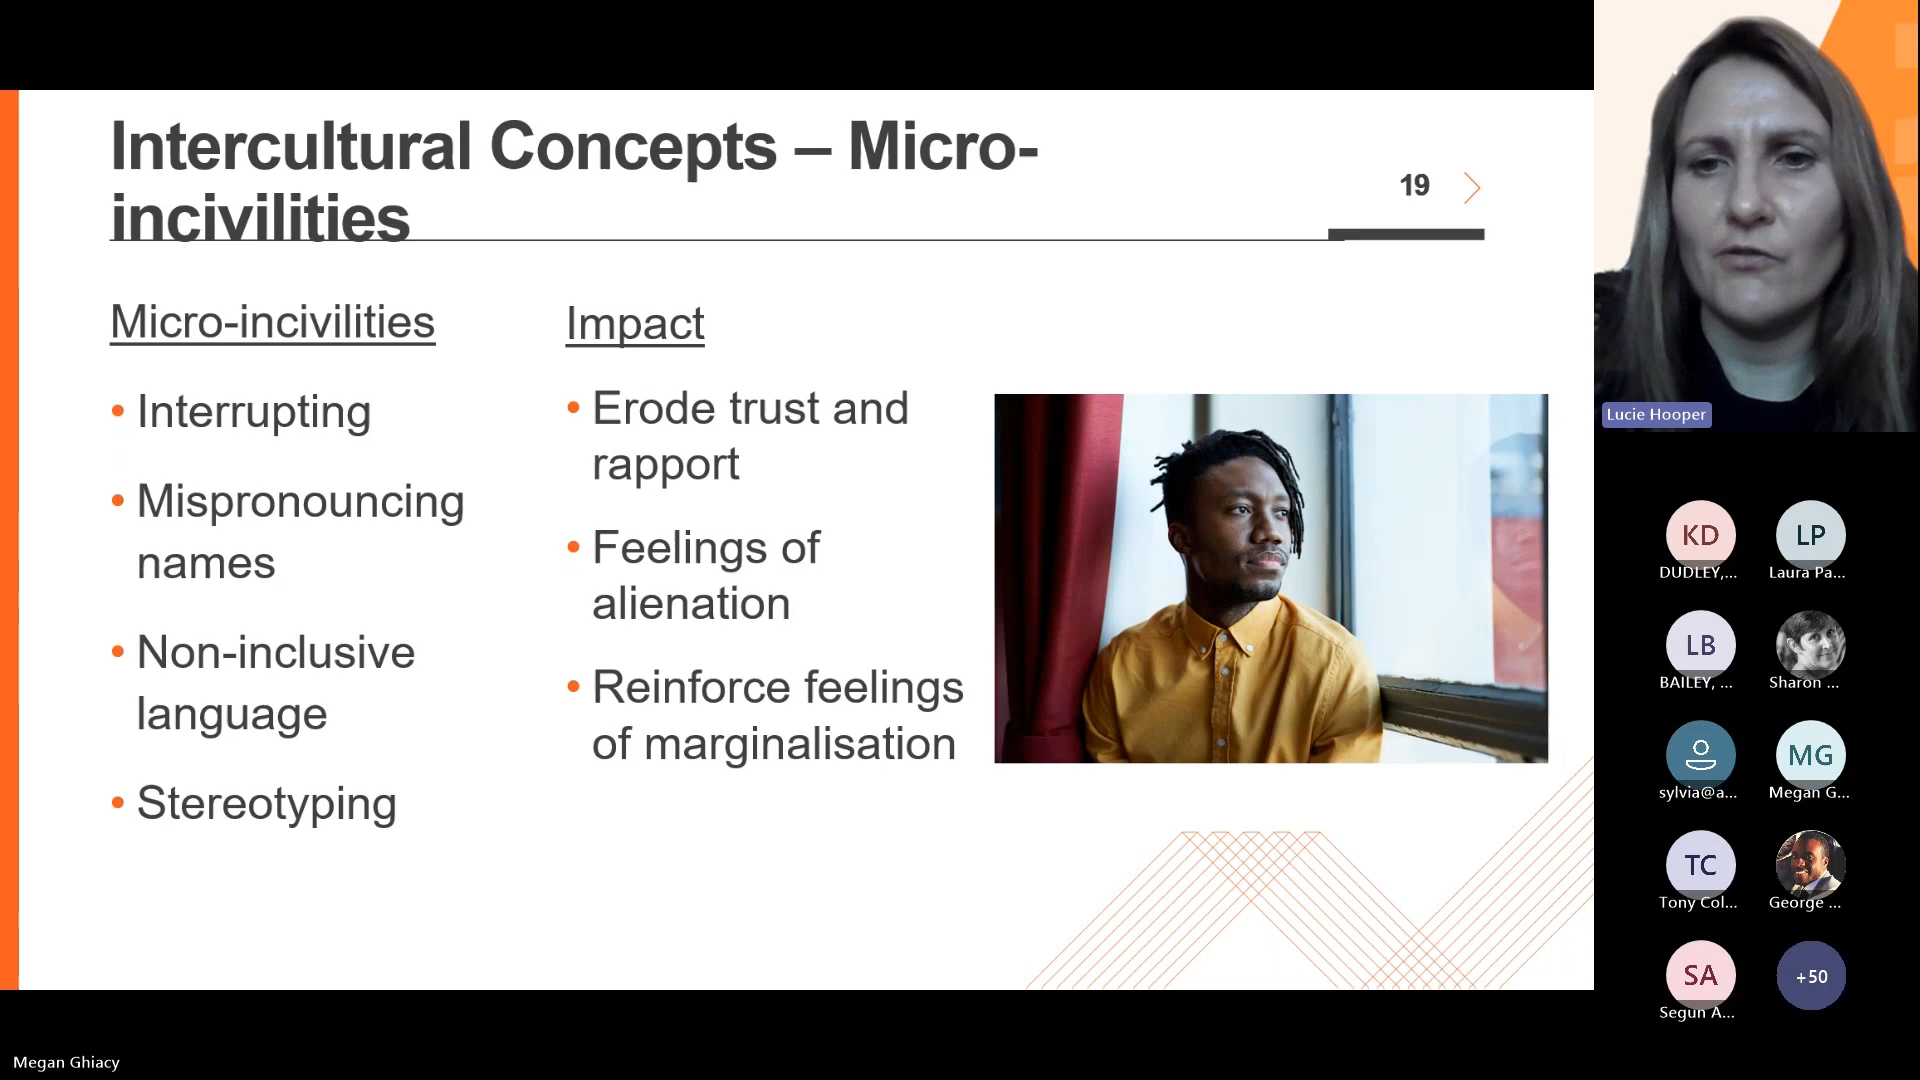 Intercultural Concepts – Micro-
incivilities
19
Micro-incivilities
• Interrupting
• Mispronouncing
names
• Non-inclusive
language
• Stereotyping
Impact
• Erode trust and
rapport
• Feelings of
alienation
• Reinforce feelings
of marginalisation
Lucie Hooper
KD
DUDLEY,...
LP
Laura Pa...
LB
BAILEY, ...
Sharon ...
sylvia@a...
MG
Megan G...
TC
Tony Col...
George ...
SA
Segun A...
+50
Megan Ghiacy